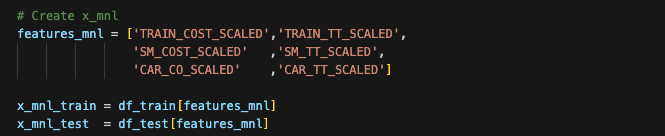 # Create x_mnl
features_mnl = ['TRAIN_COST_SCALED','TRAIN_TT_SCALED',
                'SM_COST_SCALED'   ,'SM_TT_SCALED',
                'CAR_CO_SCALED'    ,'CAR_TT_SCALED']
x_mnl_train = df_train[features_mnl]
x_mnl_test  = df_test[features_mnl]